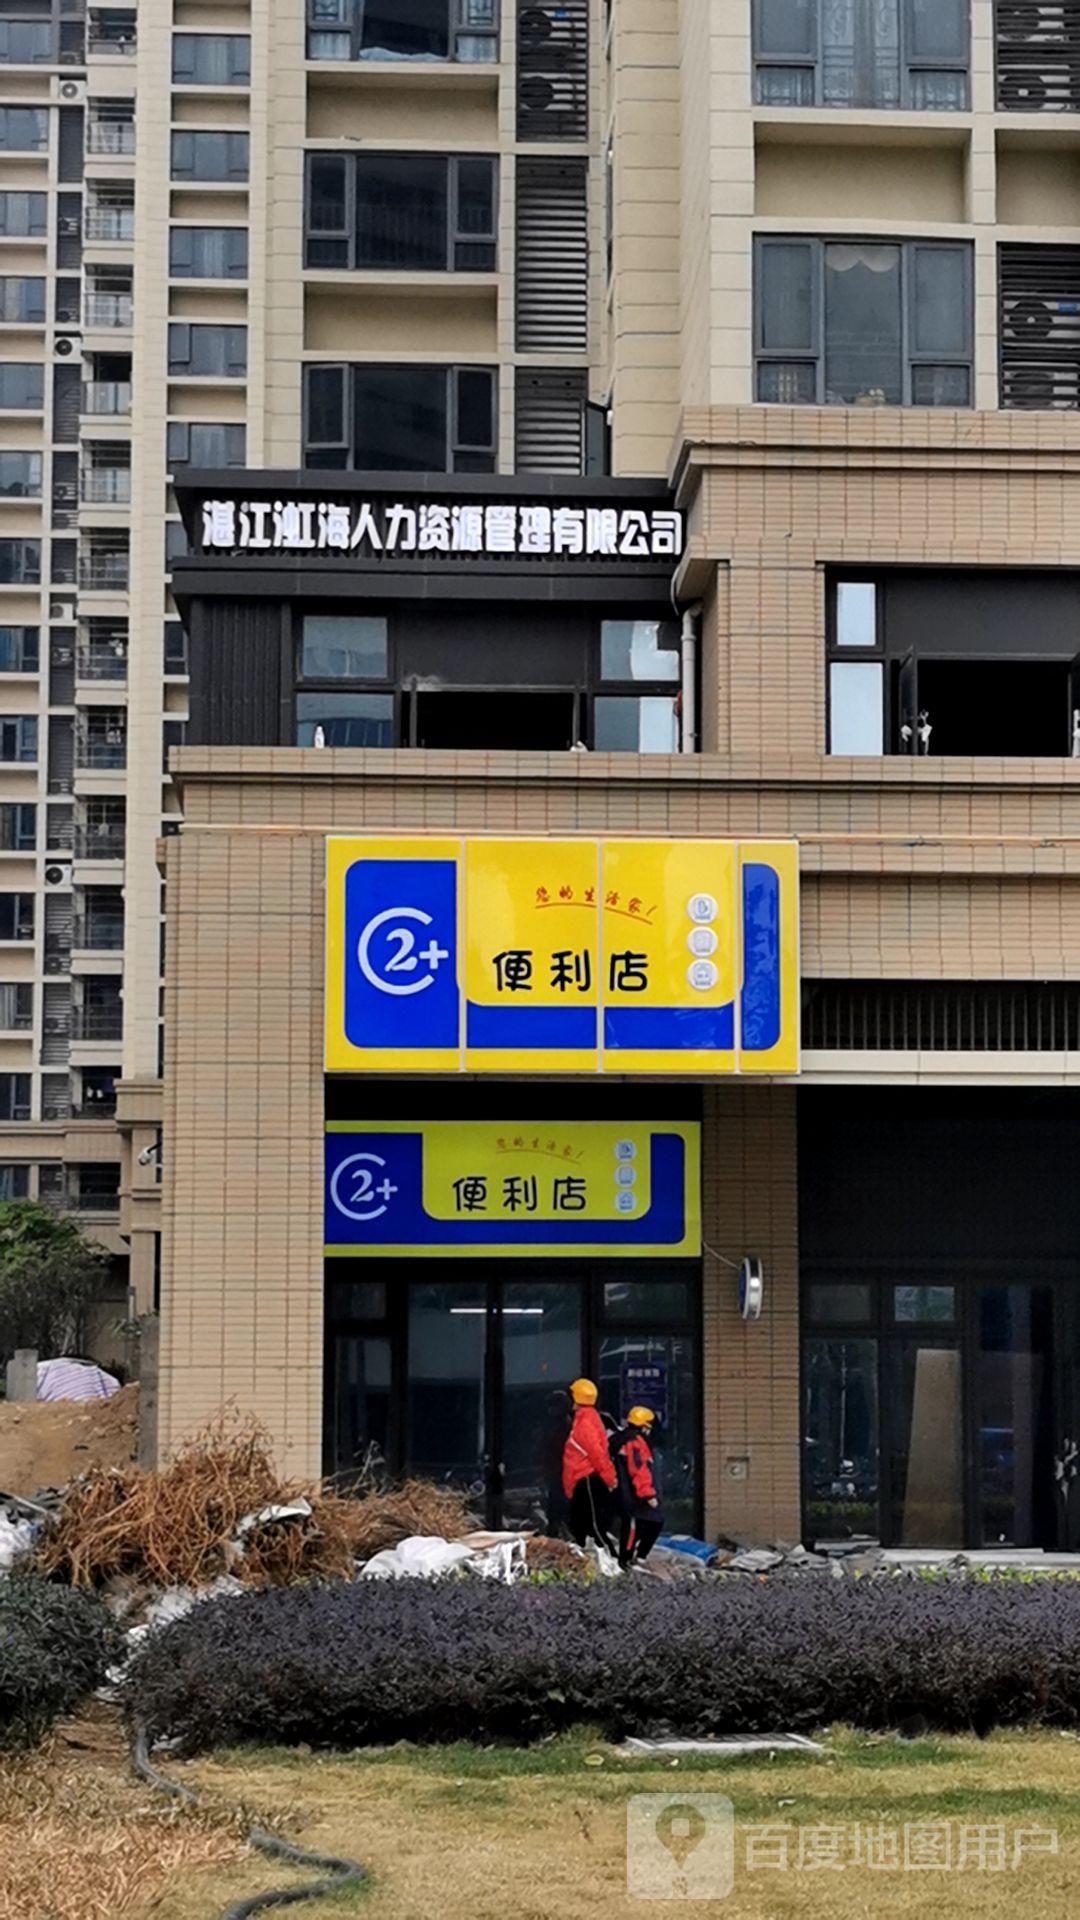 湛江湚海人力资源管理有限公司
您的生活家!
C2+
便利店
您的生活家!
C2+
便利店
百度地图用户